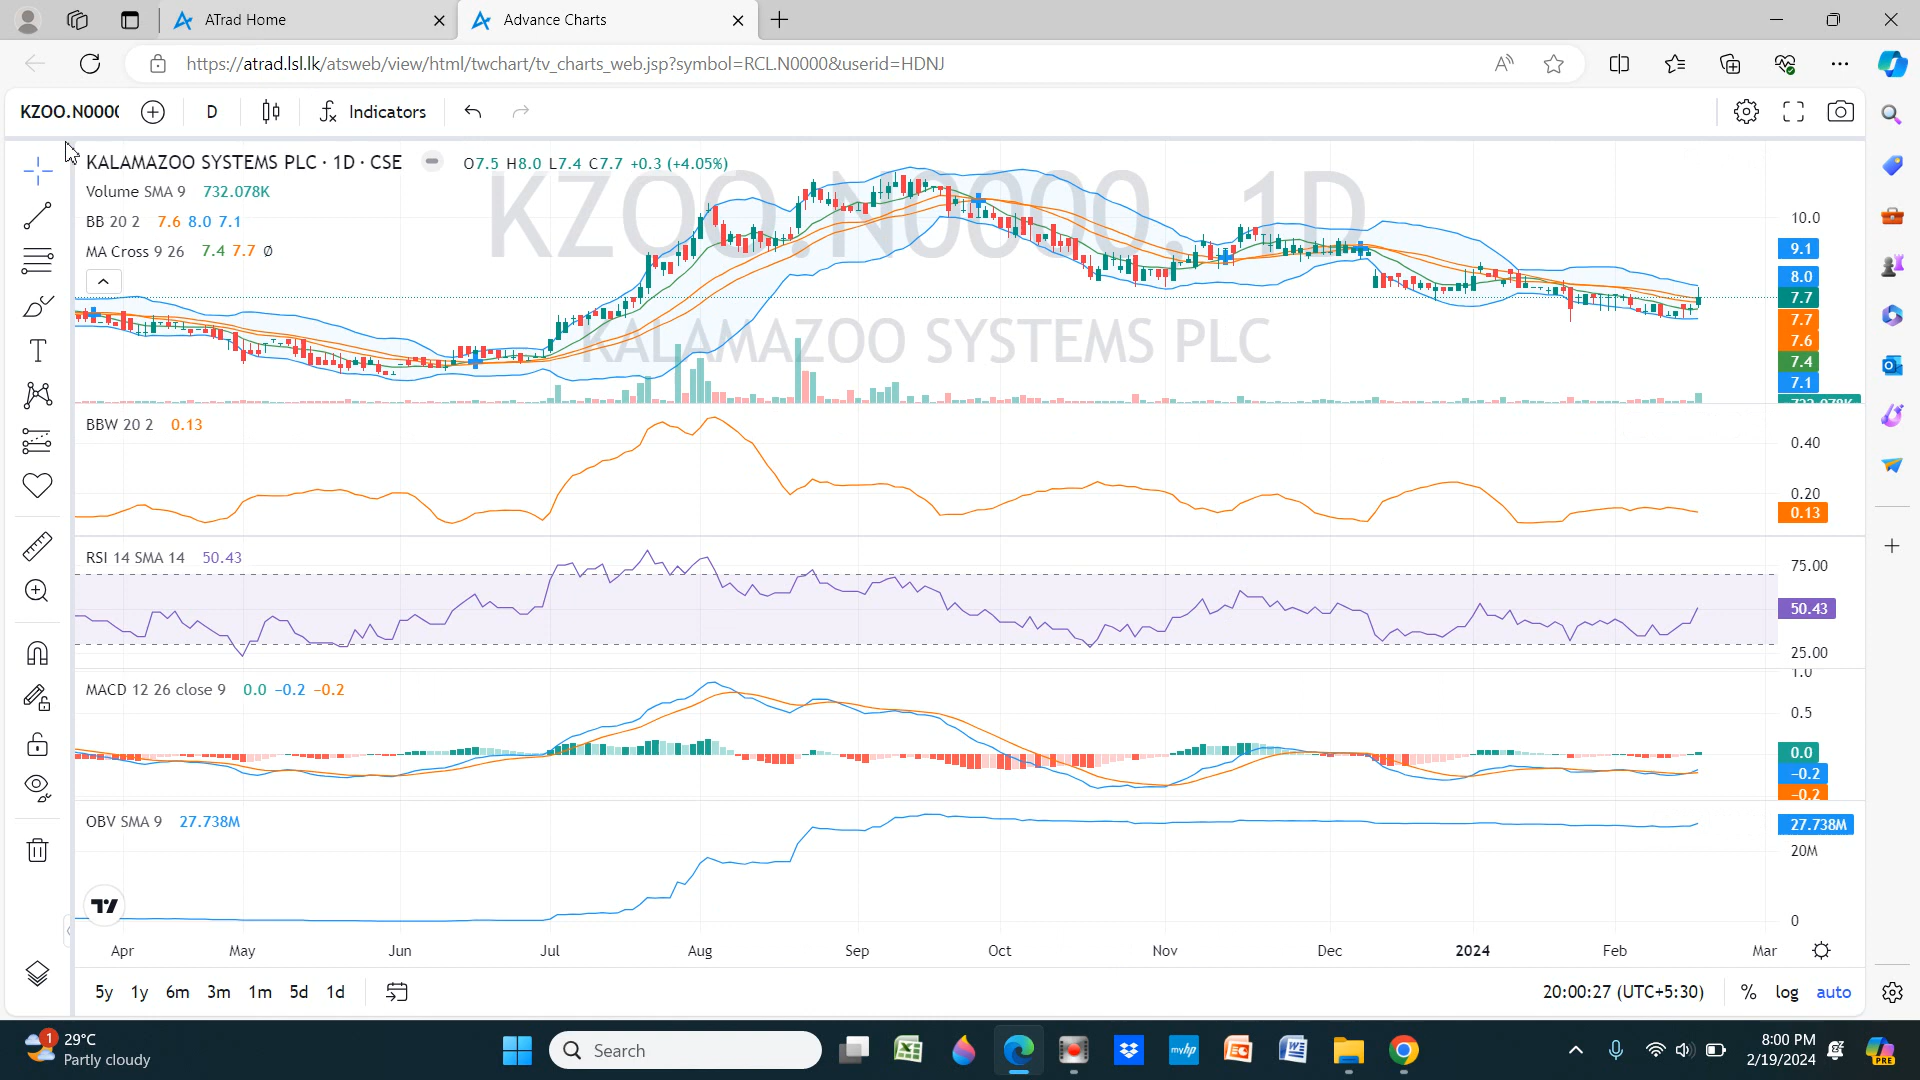 ATrad Home
Advance Charts
https://atrad.lsl.lk/atsweb/view/html/twchart/tv_charts_web.jsp?symbol=RCL.N0000&userid=HDNJ
KZOO.N000
D
Indicators
KALAMAZOO SYSTEMS PLC · 1D · CSE
O7.5 H8.0 L7.4 C7.7 +0.3 (+4.05%)
Volume SMA 9 732.078K
BB 20 2 7.6 8.0 7.1
MA Cross 9 26 7.4 7.7 Ø
KZOO.N0000, 1D
KALAMAZOO SYSTEMS PLC
10.0
9.1
8.0
7.7
7.7
7.6
7.4
7.1
732.078K
BBW 20 2 0.13
0.40
0.20
0.13
RSI 14 SMA 14 50.43
75.00
50.43
25.00
MACD 12 26 close 9 0.0 −0.2 −0.2
1.0
0.5
0.0
−0.2
−0.2
OBV SMA 9 27.738M
27.738M
20M
0
Apr May Jun Jul Aug Sep Oct Nov Dec 2024 Feb Mar
5y 1y 6m 3m 1m 5d 1d
20:00:27 (UTC+5:30) % log auto
1
29°C
Partly cloudy
Search
myhp
8:00 PM
2/19/2024
PRE